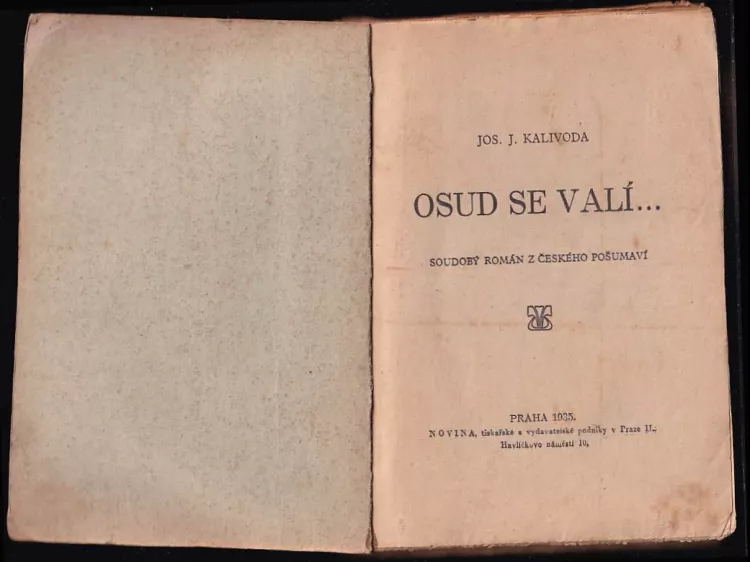 JOS. J. KALIVODA
OSUD SE VALÍ...
SOUDOBÝ ROMÁN Z ČESKÉHO POŠUMAVÍ
PRAHA 1935.
NOVINA, tiskařské a vydavatelské podniky v Praze II.,
Havlíčkovo náměstí 10,